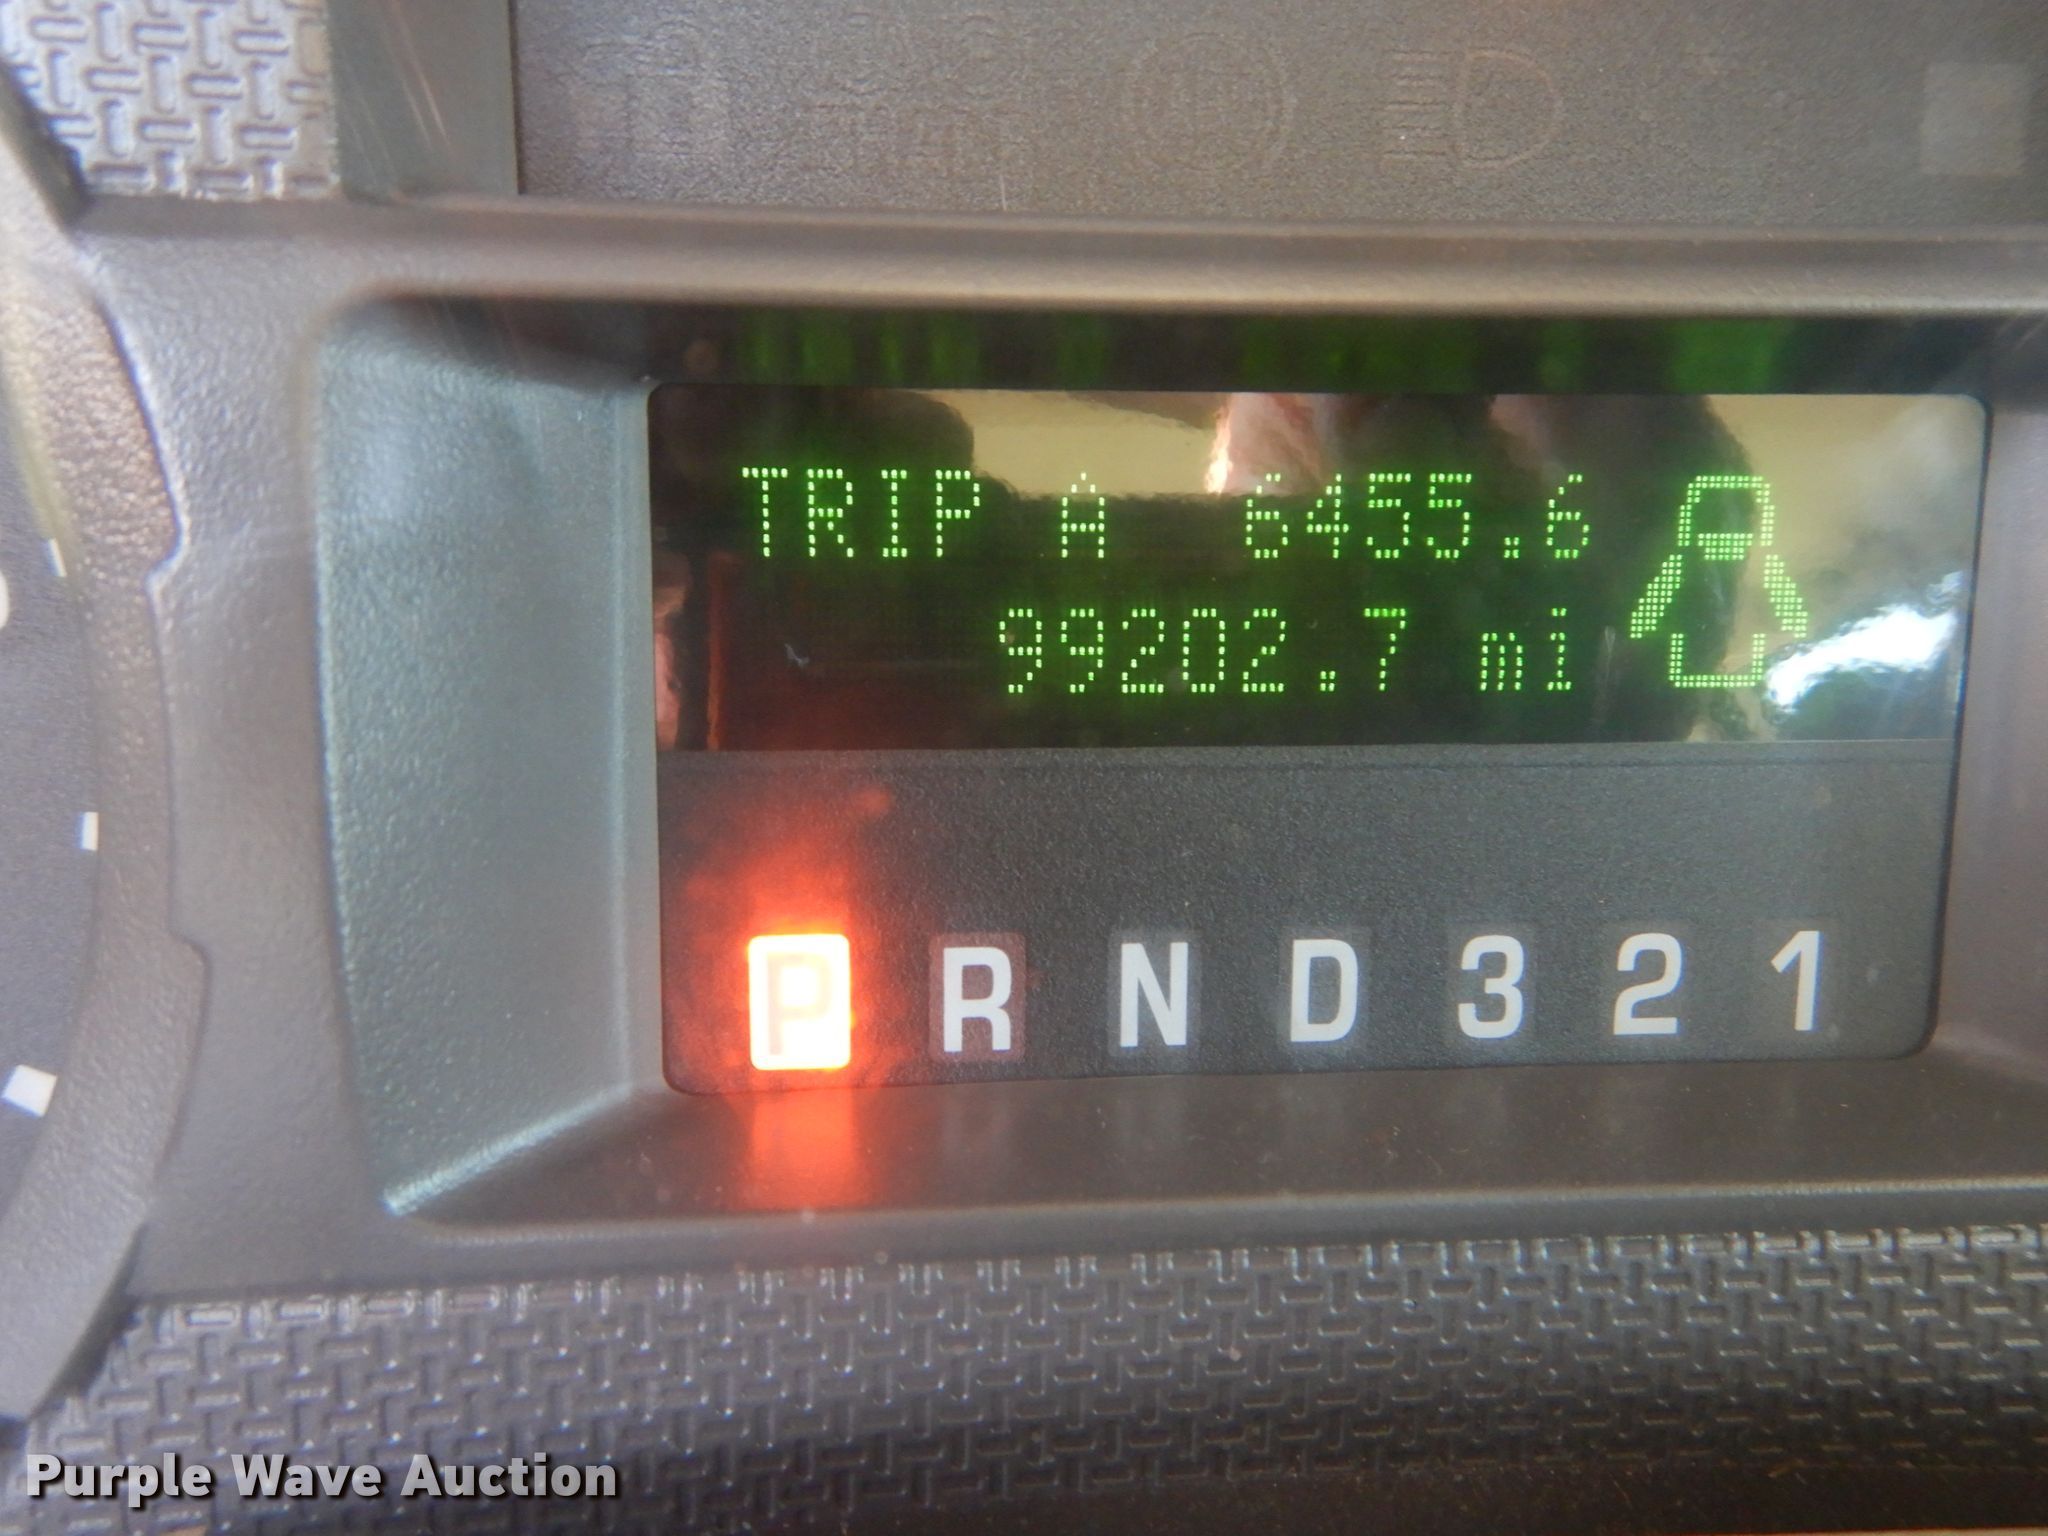 TRIP A 6455.6
99202.7 mi
P R N D 3 2 1
Purple Wave Auction